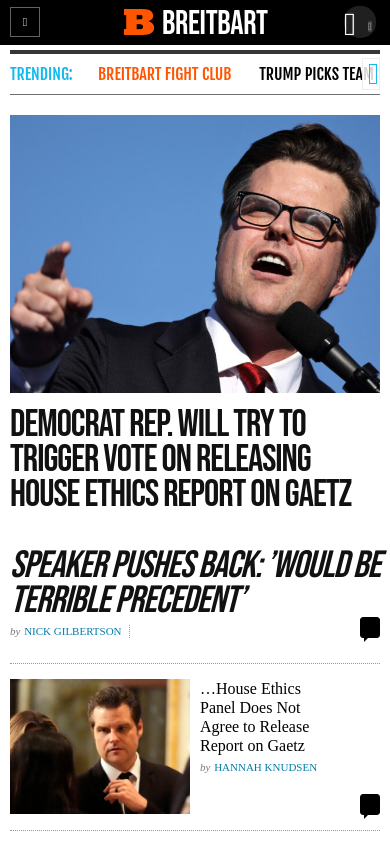 B BREITBART
TRENDING: BREITBART FIGHT CLUB TRUMP PICKS TEAM
DEMOCRAT REP. WILL TRY TO
TRIGGER VOTE ON RELEASING
HOUSE ETHICS REPORT ON GAETZ
SPEAKER PUSHES BACK: ’WOULD BE
TERRIBLE PRECEDENT’
by NICK GILBERTSON
…House Ethics
Panel Does Not
Agree to Release
Report on Gaetz
by HANNAH KNUDSEN